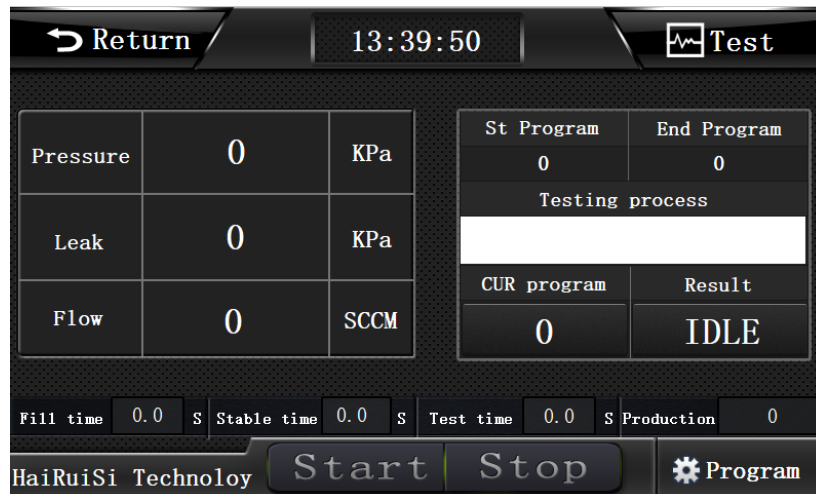 Return
13:39:50
Test
Pressure 0 KPa
Leak 0 KPa
Flow 0 SCCM
St Program End Program
0 0
Testing process
CUR program Result
0 IDLE
Fill time 0.0 S Stable time 0.0 S Test time 0.0 S Production 0
HaiRuiSi Technoloy Start Stop Program